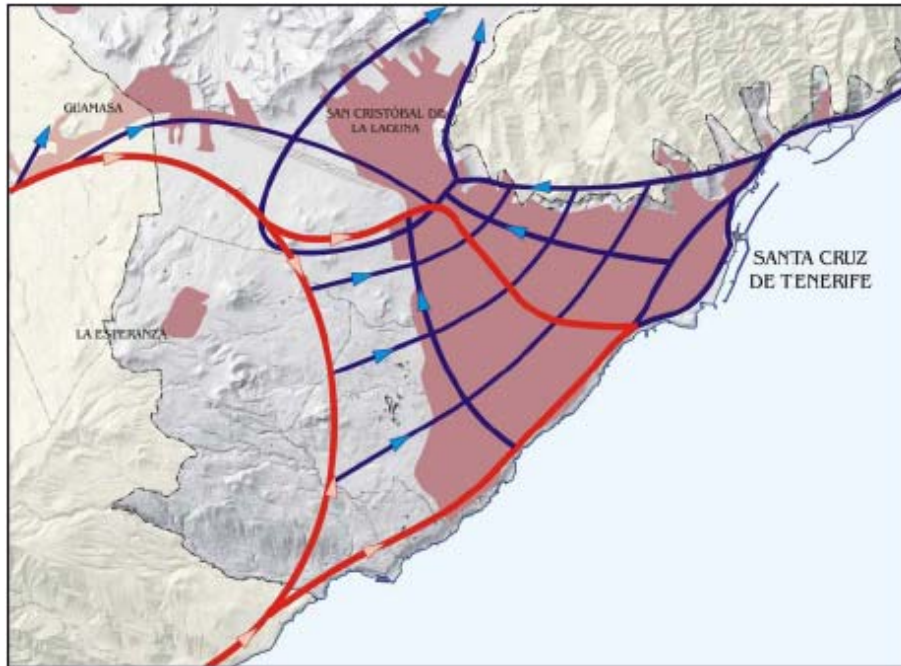 GUAMASA
SAN CRISTÓBAL DE
LA LAGUNA
SANTA CRUZ
DE TENERIFE
LA ESPERANZA